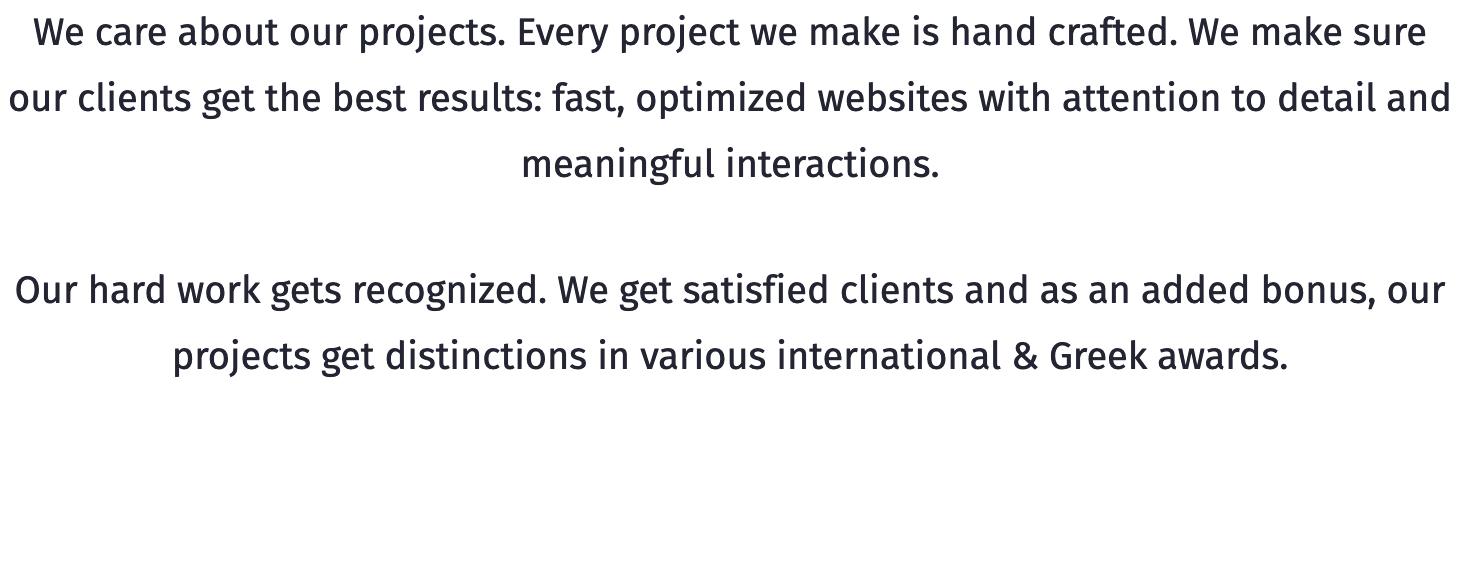 We care about our projects. Every project we make is hand crafted. We make sure
our clients get the best results: fast, optimized websites with attention to detail and
meaningful interactions.
Our hard work gets recognized. We get satisfied clients and as an added bonus, our
projects get distinctions in various international & Greek awards.